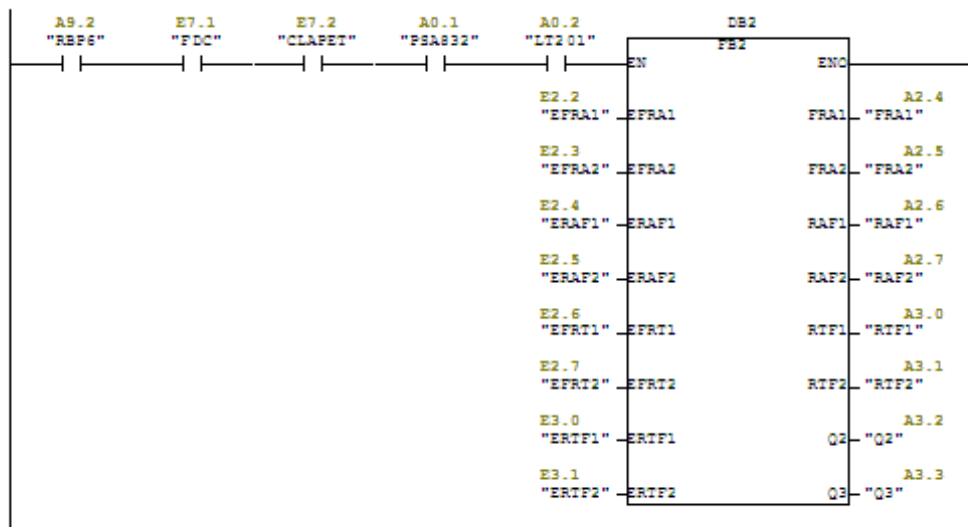 A9.2 E7.1 E7.2 A0.1 A0.2 DB2
"RBP6" "FDC" "CLAPET" "PSA832" "LT201" FB2
EN ENO
E2.2 A2.4
"EFRA1" EFRA1 FRA1 "FRA1"
E2.3 A2.5
"EFRA2" EFRA2 FRA2 "FRA2"
E2.4 A2.6
"ERAF1" ERAF1 RAF1 "RAF1"
E2.5 A2.7
"ERAF2" ERAF2 RAF2 "RAF2"
E2.6 A3.0
"EFRT1" EFRT1 RTF1 "RTF1"
E2.7 A3.1
"EFRT2" EFRT2 RTF2 "RTF2"
E3.0 A3.2
"ERTF1" ERTF1 Q2 "Q2"
E3.1 A3.3
"ERTF2" ERTF2 Q3 "Q3"